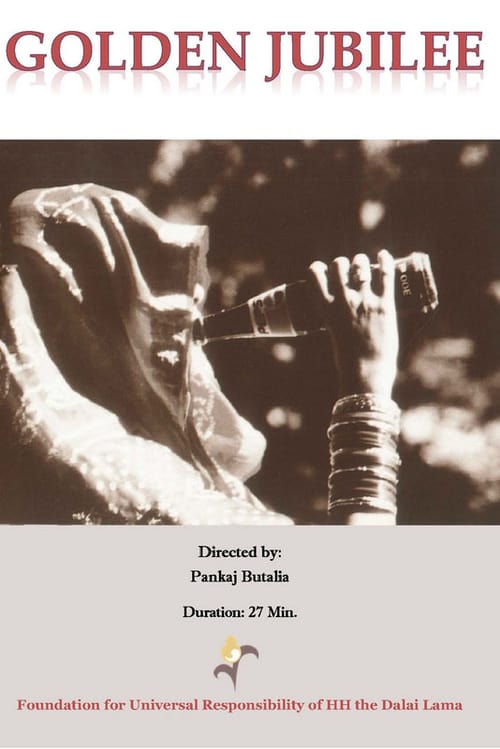 GOLDEN JUBILEE
Directed by:
Pankaj Butalia
Duration: 27 Min.
Foundation for Universal Responsibility of HH the Dalai Lama